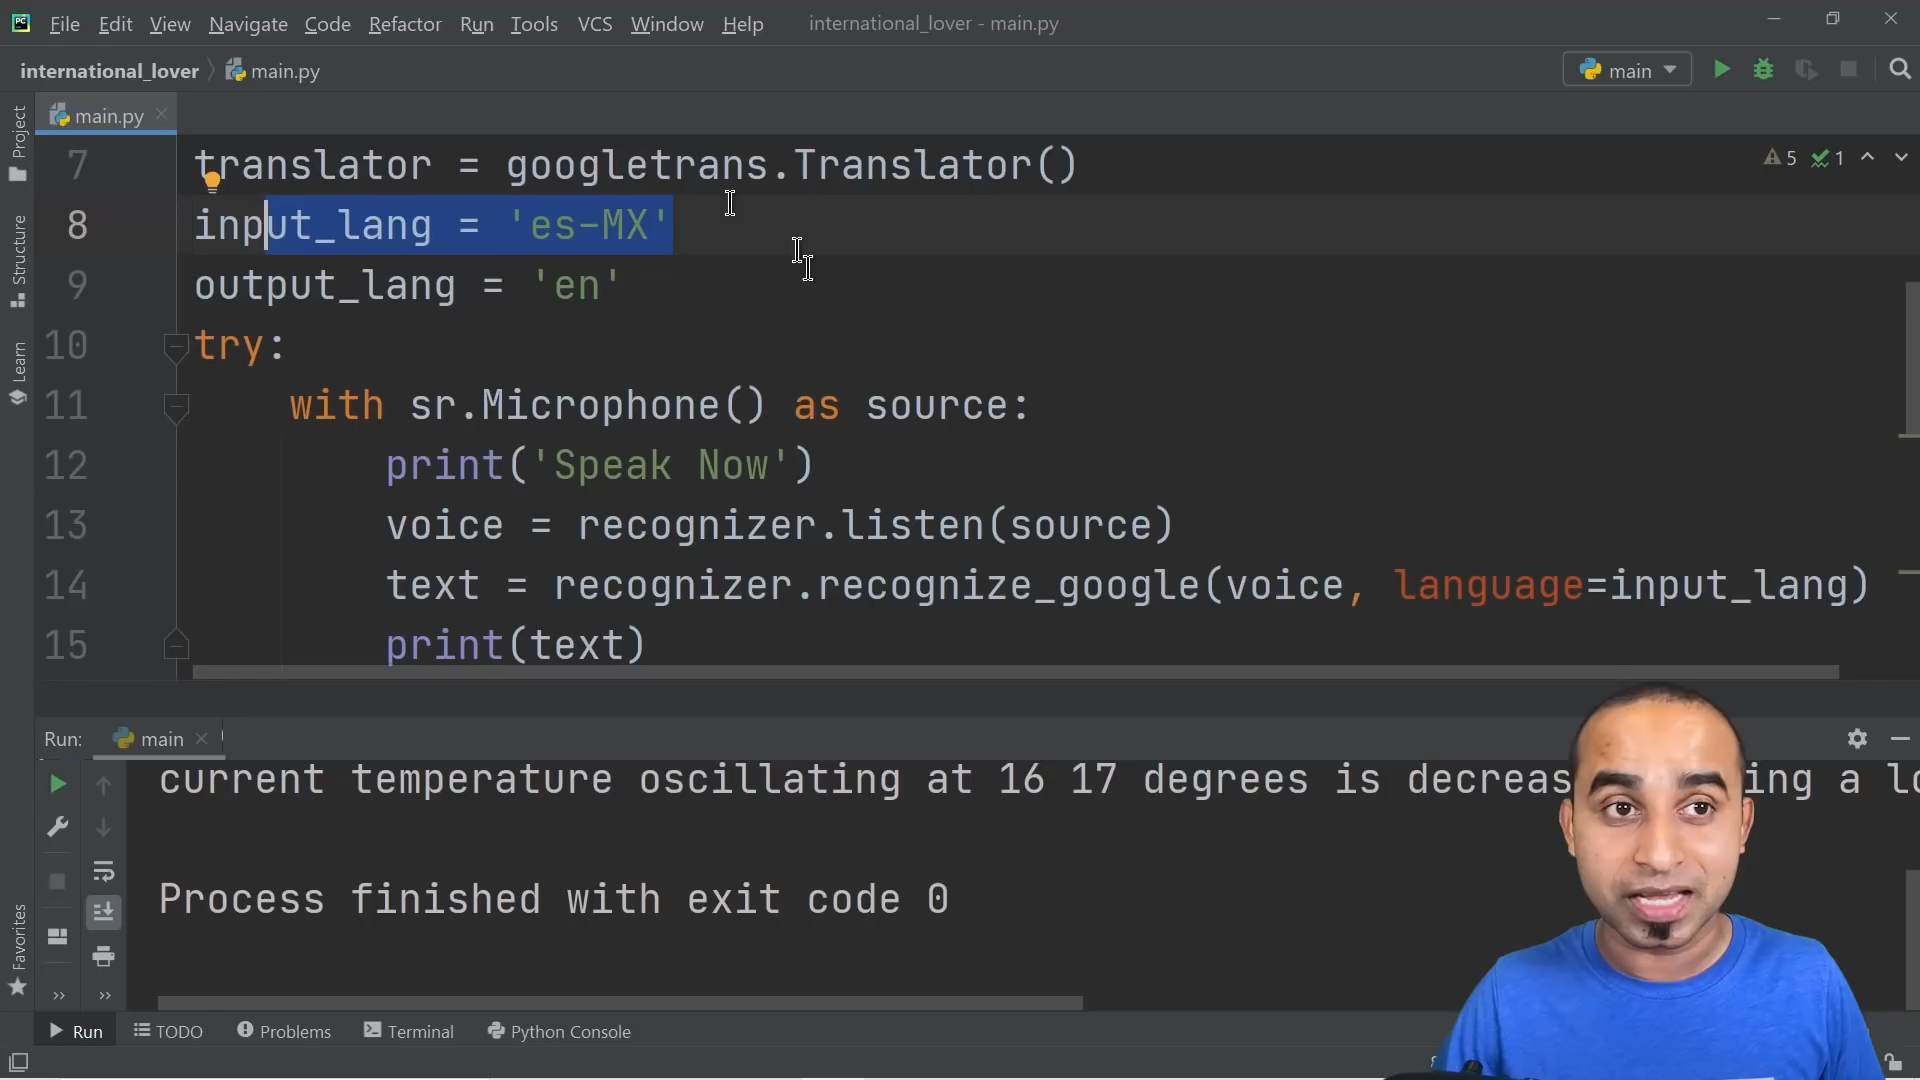 File Edit View Navigate Code Refactor Run Tools VCS Window Help international_lover - main.py
international_lover main.py main
main.py
Project
Structure
Learn
Favorites
5 1
7 translator = googletrans.Translator()
8 input_lang = 'es-MX'
9 output_lang = 'en'
10 try:
11 with sr.Microphone() as source:
12 print('Speak Now')
13 voice = recognizer.listen(source)
14 text = recognizer.recognize_google(voice, language=input_lang)
15 print(text)
Run: main
current temperature oscillating at 16 17 degrees is decreas ing a lo
Process finished with exit code 0
Run TODO Problems Terminal Python Console